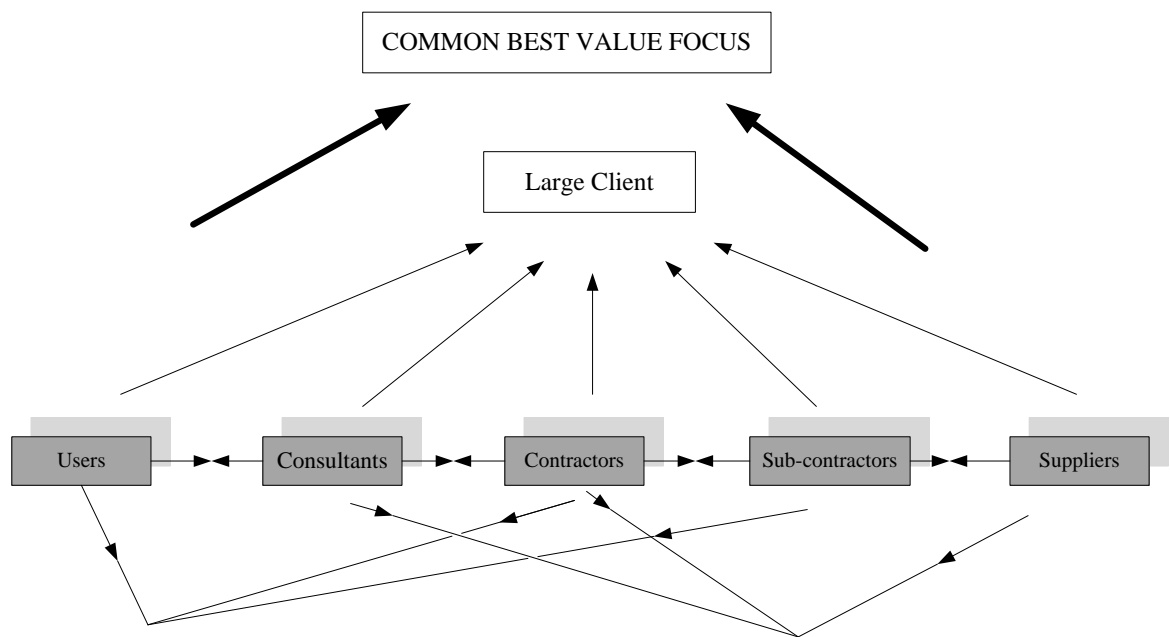 COMMON BEST VALUE FOCUS
Large Client
Users
Consultants
Contractors
Sub-contractors
Suppliers